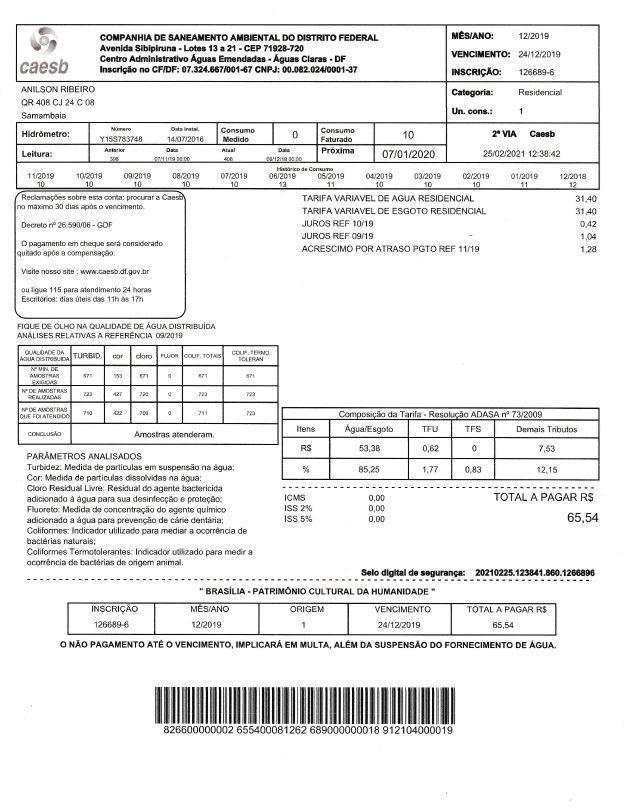 caesb
COMPANHIA DE SANEAMENTO AMBIENTAL DO DISTRITO FEDERAL
Avenida Sibipiruna - Lotes 13 a 21 - CEP 71928-720
Centro Administrativo Águas Emendadas - Águas Claras - DF
Inscrição no CF/DF: 07.324.667/001-67 CNPJ: 00.082.024/0001-37
MÊS/ANO: 12/2019
VENCIMENTO: 24/12/2019
INSCRIÇÃO: 126689-6
ANILSON RIBEIRO
QR 408 CJ 24 C 08
Samambaia
Categoria: Residencial
Un. cons.: 1
Hidrômetro: Número Y15S783748 Data instal. 14/07/2016 Consumo Medido 0 Consumo Faturado 10 2ª VIA Caesb
Leitura: Anterior 398 07/11/19 00:00 Atual 408 06/12/19 00:00 Próxima 07/01/2020 25/02/2021 12:38:42
Histórico de Consumo
11/2019 10/2019 09/2019 08/2019 07/2019 06/2019 05/2019 04/2019 03/2019 02/2019 01/2019 12/2018
10 10 10 10 10 13 11 10 10 10 11 12
Reclamações sobre esta conta: procurar a Caesb
no máximo 30 dias após o vencimento.
Decreto nº 26.590/06 - GDF
O pagamento em cheque será considerado
quitado após a compensação.
Visite nosso site : www.caesb.df.gov.br
ou ligue 115 para atendimento 24 horas
Escritórios: dias úteis das 11h às 17h
TARIFA VARIAVEL DE AGUA RESIDENCIAL 31,40
TARIFA VARIAVEL DE ESGOTO RESIDENCIAL 31,40
JUROS REF 10/19 0,42
JUROS REF 09/19 1,04
ACRESCIMO POR ATRASO PGTO REF 11/19 1,28
FIQUE DE OLHO NA QUALIDADE DE ÁGUA DISTRIBUÍDA
ANÁLISES RELATIVAS A REFERÊNCIA 09/2019
QUALIDADE DA ÁGUA DISTRIBUIDA TURBID. cor cloro FLÚOR COLIF. TOTAIS COLIF. TERMO TOLERAN
Nº MIN. DE AMOSTRAS EXIGIDAS 671 153 671 0 671 671
Nº DE AMOSTRAS REALIZADAS 723 427 720 0 723 723
Nº DE AMOSTRAS QUE FOI ATENDIDO 710 422 709 0 711 723
CONCLUSÃO Amostras atenderam.
PARÂMETROS ANALISADOS
Turbidez: Medida de partículas em suspensão na água;
Cor: Medida de partículas dissolvidas na água;
Cloro Residual Livre: Residual do agente bactericida
adicionado à água para sua desinfecção e proteção;
Fluoreto: Medida de concentração do agente químico
adicionado a água para prevenção de cárie dentária;
Coliformes: Indicador utilizado para mediar a ocorrência de
bactérias naturais;
Coliformes Termotolerantes: Indicador utilizado para medir a
ocorrência de bactérias de origem animal.
Composição da Tarifa - Resolução ADASA nº 73/2009
Itens Água/Esgoto TFU TFS Demais Tributos
R$ 53,38 0,62 0 7,53
% 85,25 1,77 0,83 12,15
ICMS 0,00
ISS 2% 0,00
ISS 5% 0,00
TOTAL A PAGAR R$
65,54
Selo digital de segurança: 20210225.123841.860.1266896
" BRASÍLIA - PATRIMÔNIO CULTURAL DA HUMANIDADE "
INSCRIÇÃO MÊS/ANO ORIGEM VENCIMENTO TOTAL A PAGAR R$
126689-6 12/2019 1 24/12/2019 65,54
O NÃO PAGAMENTO ATÉ O VENCIMENTO, IMPLICARÁ EM MULTA, ALÉM DA SUSPENSÃO DO FORNECIMENTO DE ÁGUA.
826600000002 655400081262 689000000018 912104000019